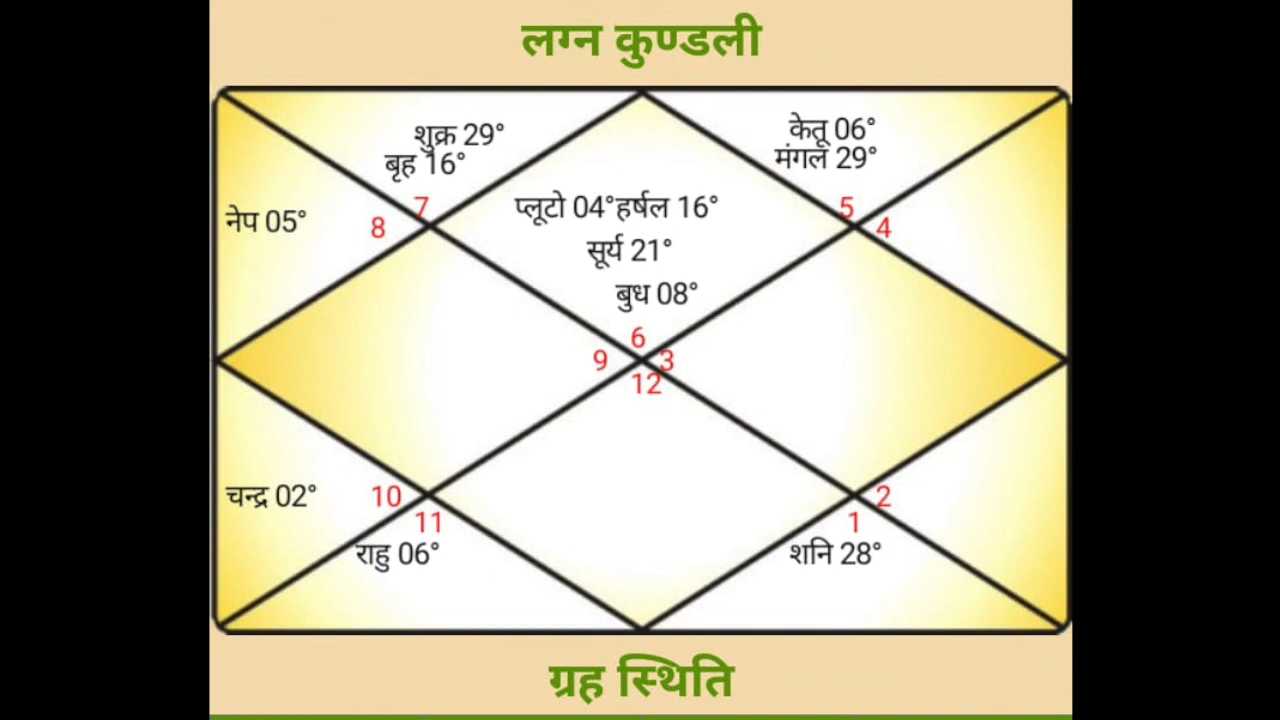 लग्न कुण्डली
शुक्र 29°
बृह 16°
केतू 06°
मंगल 29°
प्लूटो 04°हर्षल 16°
सूर्य 21°
बुध 08°
नेप 05°
7
8
5
4
6
9
3
12
चन्द्र 02°
10
11
राहु 06°
2
1
शनि 28°
ग्रह स्थिति